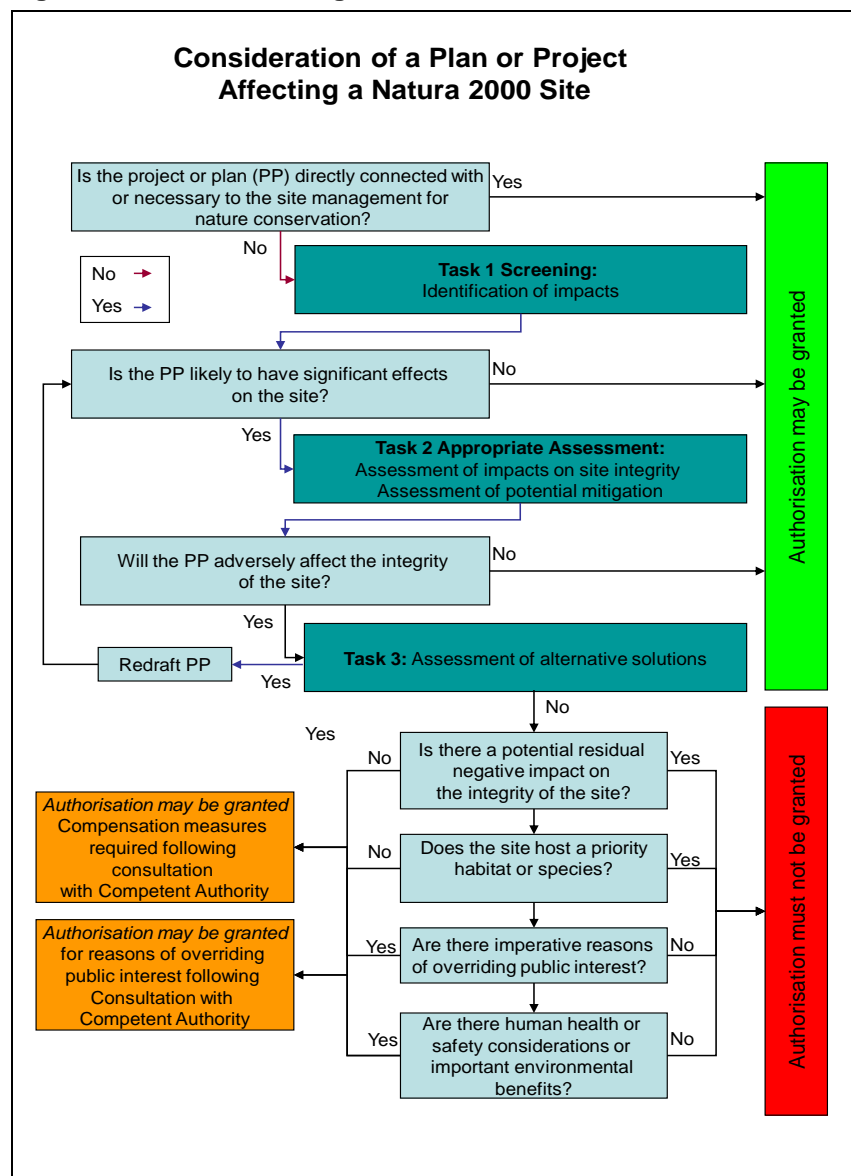 Consideration of a Plan or Project
Affecting a Natura 2000 Site
Is the project or plan (PP) directly connected with
or necessary to the site management for
nature conservation?
Yes
No
No
Yes
Task 1 Screening:
Identification of impacts
Is the PP likely to have significant effects
on the site?
No
Yes
Task 2 Appropriate Assessment:
Assessment of impacts on site integrity
Assessment of potential mitigation
Will the PP adversely affect the integrity
of the site?
No
Yes
Redraft PP
Yes
Task 3: Assessment of alternative solutions
No
Yes
Authorisation may be granted
No
Is there a potential residual
negative impact on
the integrity of the site?
Yes
Authorisation may be granted
Compensation measures
required following
consultation
with Competent Authority
No
Does the site host a priority
habitat or species?
Yes
Authorisation may be granted
for reasons of overriding
public interest following
Consultation with
Competent Authority
Yes
Are there imperative reasons
of overriding public interest?
No
Yes
Are there human health or
safety considerations or
important environmental
benefits?
No
Authorisation must not be granted